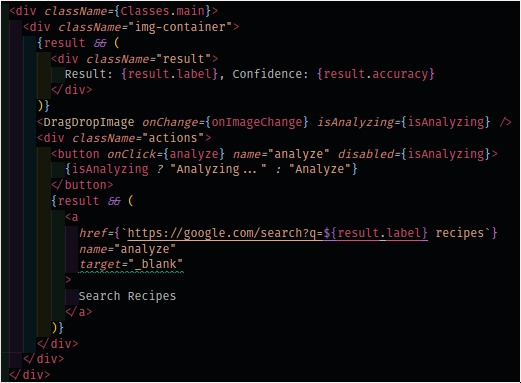 <div className={Classes.main}>
<div className="img-container">
{result && (
<div className="result">
Result: {result.label}, Confidence: {result.accuracy}
</div>
)}
<DragDropImage onChange={onImageChange} isAnalyzing={isAnalyzing} />
<div className="actions">
<button onClick={analyze} name="analyze" disabled={isAnalyzing}>
{isAnalyzing ? "Analyzing..." : "Analyze"}
</button>
{result && (
<a
href={`https://google.com/search?q=${result.label} recipes`}
name="analyze"
target="_blank"
>
Search Recipes
</a>
)}
</div>
</div>
</div>